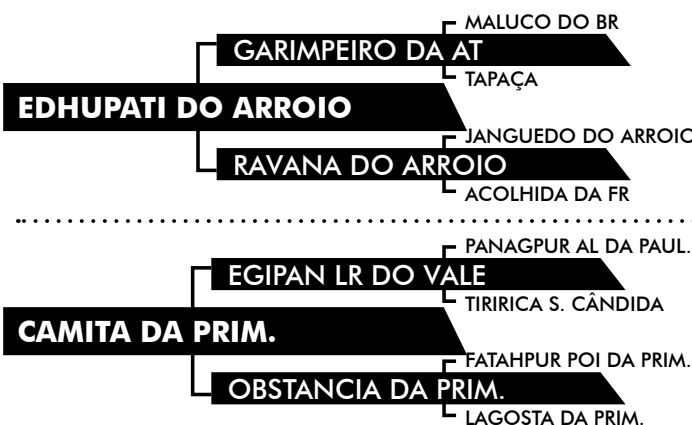 MALUCO DO BR
GARIMPEIRO DA AT
TAPAÇA
EDHUPATI DO ARROIO
JANGUEDO DO ARROIO
RAVANA DO ARROIO
ACOLHIDA DA FR
PANAGPUR AL DA PAUL.
EGIPAN LR DO VALE
TIRIRICA S. CÂNDIDA
CAMITA DA PRIM.
FATAHPUR POI DA PRIM.
OBSTANCIA DA PRIM.
LAGOSTA DA PRIM.